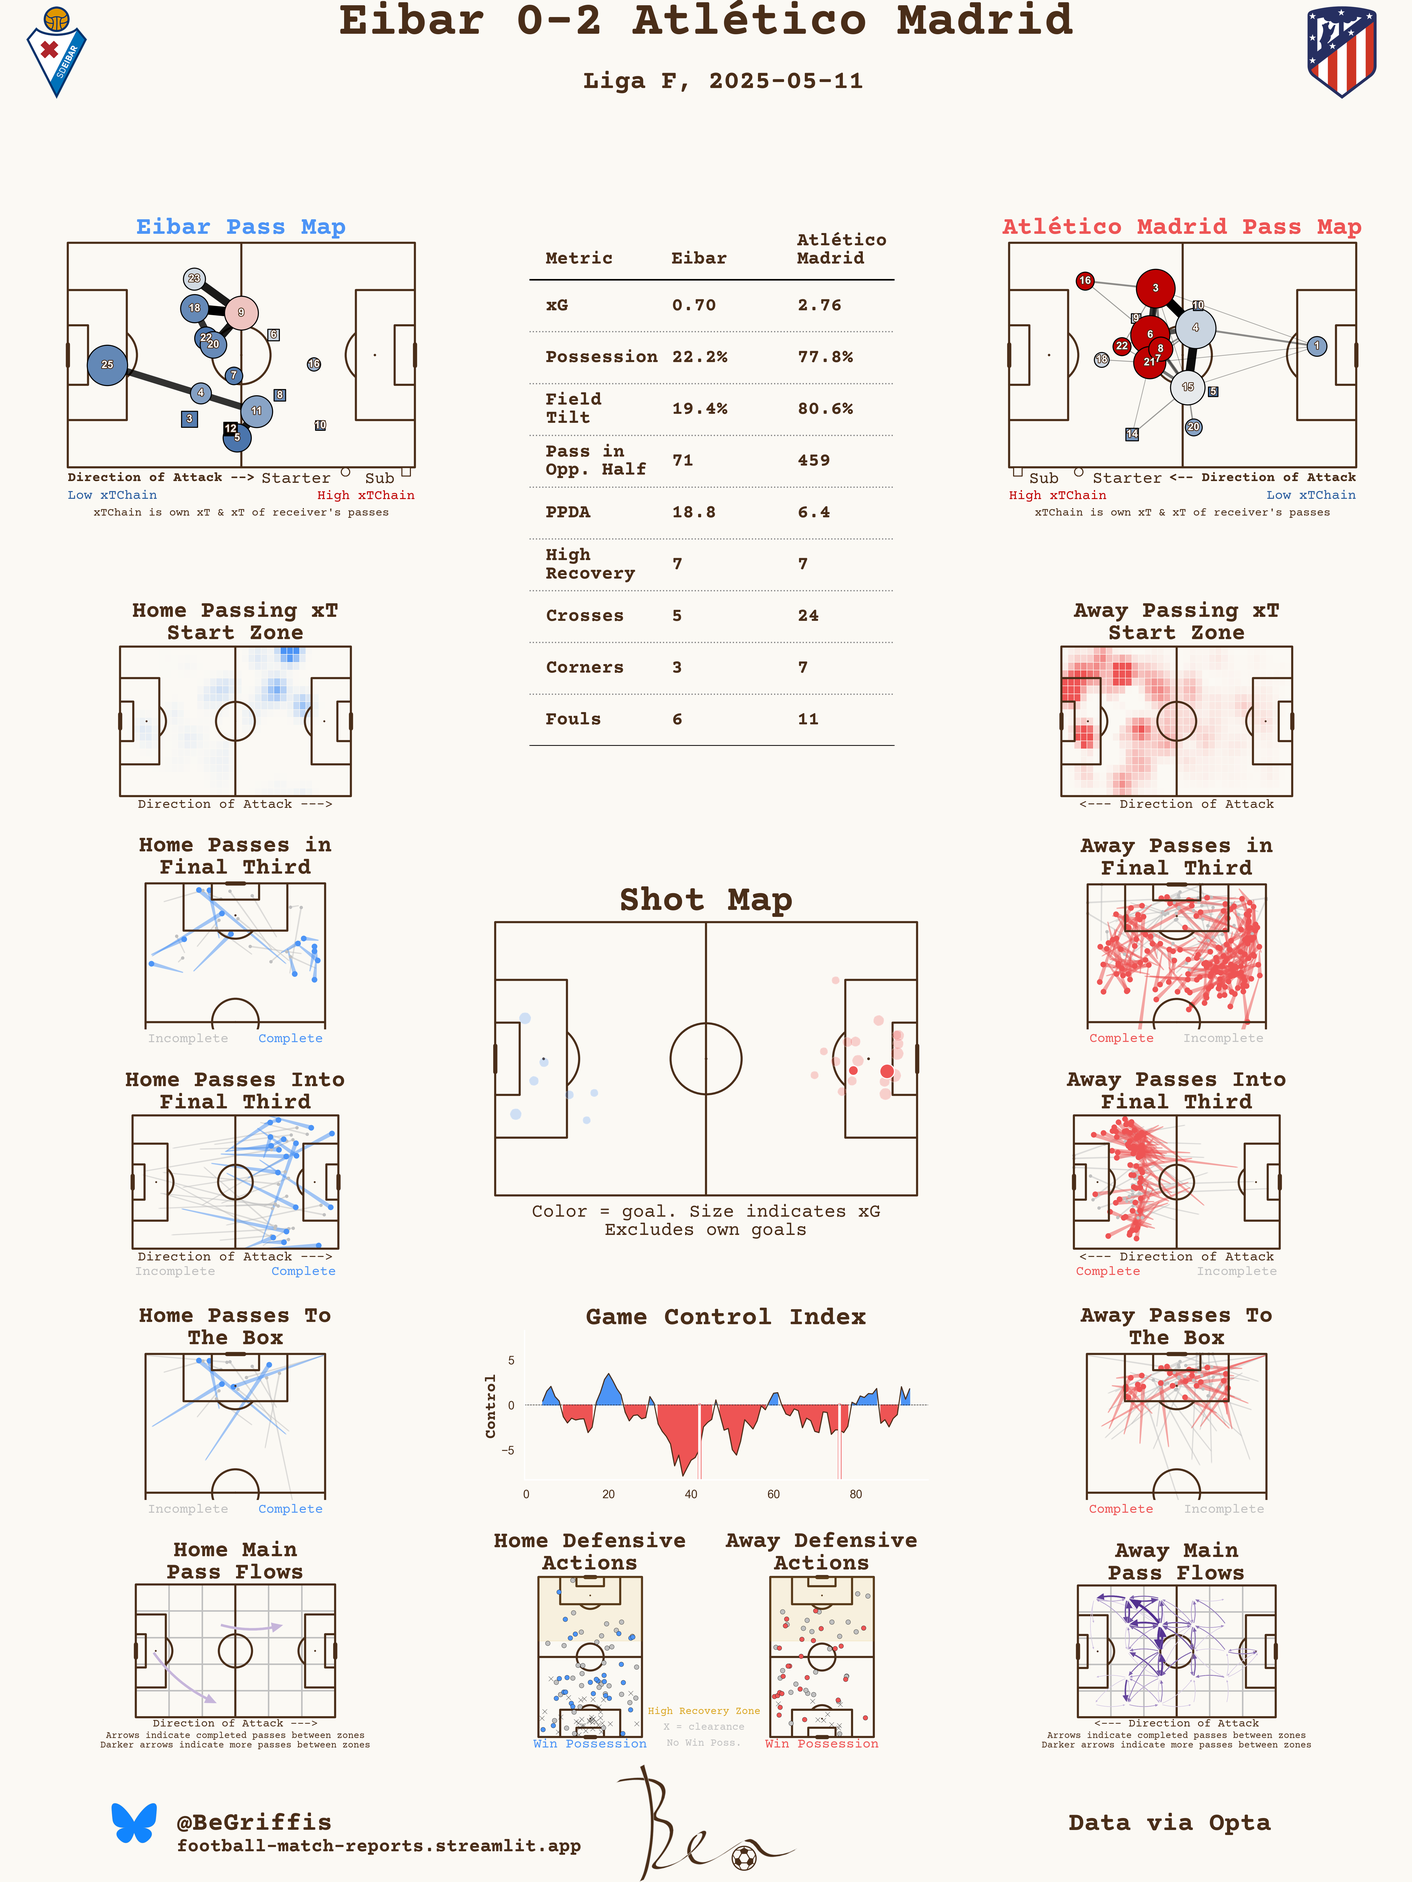 Eibar 0-2 Atlético Madrid
Liga F, 2025-05-11
SDEIBAR
Eibar Pass Map
23
18
9
22
20
6
25
16
7
4
8
11
3
12
10
5
Direction of Attack --> Starter Sub
Low xTChain High xTChain
xTChain is own xT & xT of receiver's passes
Metric Eibar Atlético Madrid
xG 0.70 2.76
Possession 22.2% 77.8%
Field Tilt 19.4% 80.6%
Pass in Opp. Half 71 459
PPDA 18.8 6.4
High Recovery 7 7
Crosses 5 24
Corners 3 7
Fouls 6 11
Atlético Madrid Pass Map
16
3
10
9
4
6
22
8
1
18
21
7
15
5
14
20
Sub Starter <-- Direction of Attack
High xTChain Low xTChain
xTChain is own xT & xT of receiver's passes
Home Passing xT
Start Zone
Direction of Attack --->
Away Passing xT
Start Zone
<--- Direction of Attack
Home Passes in
Final Third
Incomplete Complete
Away Passes in
Final Third
Complete Incomplete
Shot Map
Color = goal. Size indicates xG
Excludes own goals
Home Passes Into
Final Third
Direction of Attack --->
Incomplete Complete
Away Passes Into
Final Third
<--- Direction of Attack
Complete Incomplete
Home Passes To
The Box
Incomplete Complete
Game Control Index
Control
5
0
−5
0 20 40 60 80
Away Passes To
The Box
Complete Incomplete
Home Main
Pass Flows
Direction of Attack --->
Arrows indicate completed passes between zones
Darker arrows indicate more passes between zones
Home Defensive
Actions
Win Possession
High Recovery Zone
X = clearance
No Win Poss.
Away Defensive
Actions
Win Possession
Away Main
Pass Flows
<--- Direction of Attack
Arrows indicate completed passes between zones
Darker arrows indicate more passes between zones
@BeGriffis
football-match-reports.streamlit.app
Ben
Data via Opta